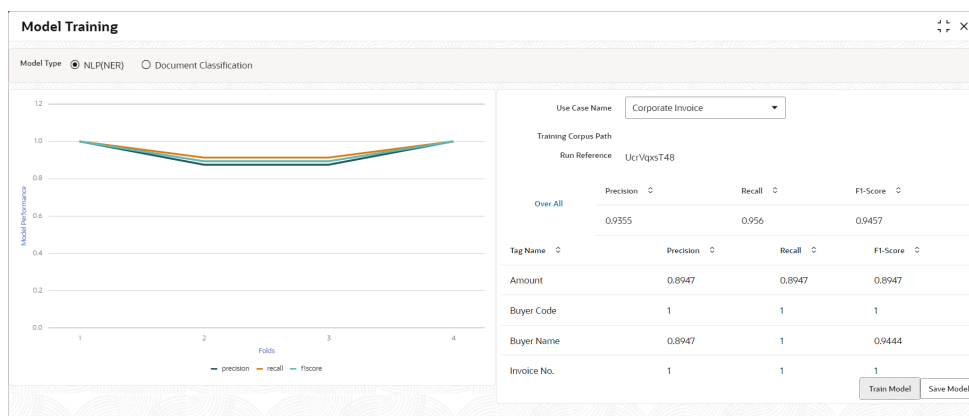 Model Training
Model Type NLP(NER) Document Classification
1.2
1.0
0.8
0.6
0.4
0.2
0.0
Model Performance
1 2 3 4
Folds
precision recall f1score
Use Case Name Corporate Invoice
Training Corpus Path
Run Reference UcrVqxsT48
Over All
Precision Recall F1-Score
0.9355 0.956 0.9457
Tag Name Precision Recall F1-Score
Amount 0.8947 0.8947 0.8947
Buyer Code 1 1 1
Buyer Name 0.8947 1 0.9444
Invoice No. 1 1 1
Train Model Save Model